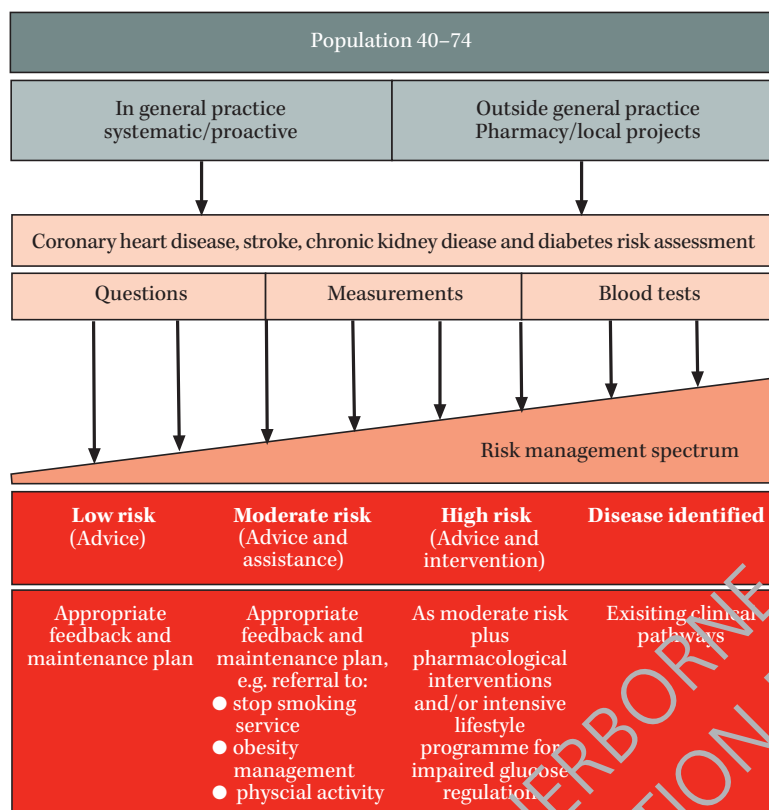 Population 40–74
In general practice
systematic/proactive
Outside general practice
Pharmacy/local projects
Coronary heart disease, stroke, chronic kidney diease and diabetes risk assessment
Questions
Measurements
Blood tests
Risk management spectrum
Low risk
(Advice)
Moderate risk
(Advice and
assistance)
High risk
(Advice and
intervention)
Disease identified
Appropriate
feedback and
maintenance plan
Appropriate
feedback and
maintenance plan,
e.g. referral to:
● stop smoking
service
● obesity
management
● physcial activity
As moderate risk
plus
pharmacological
interventions
and/or intensive
lifestyle
programme for
impaired glucose
regulation
Exisiting clinical
pathways